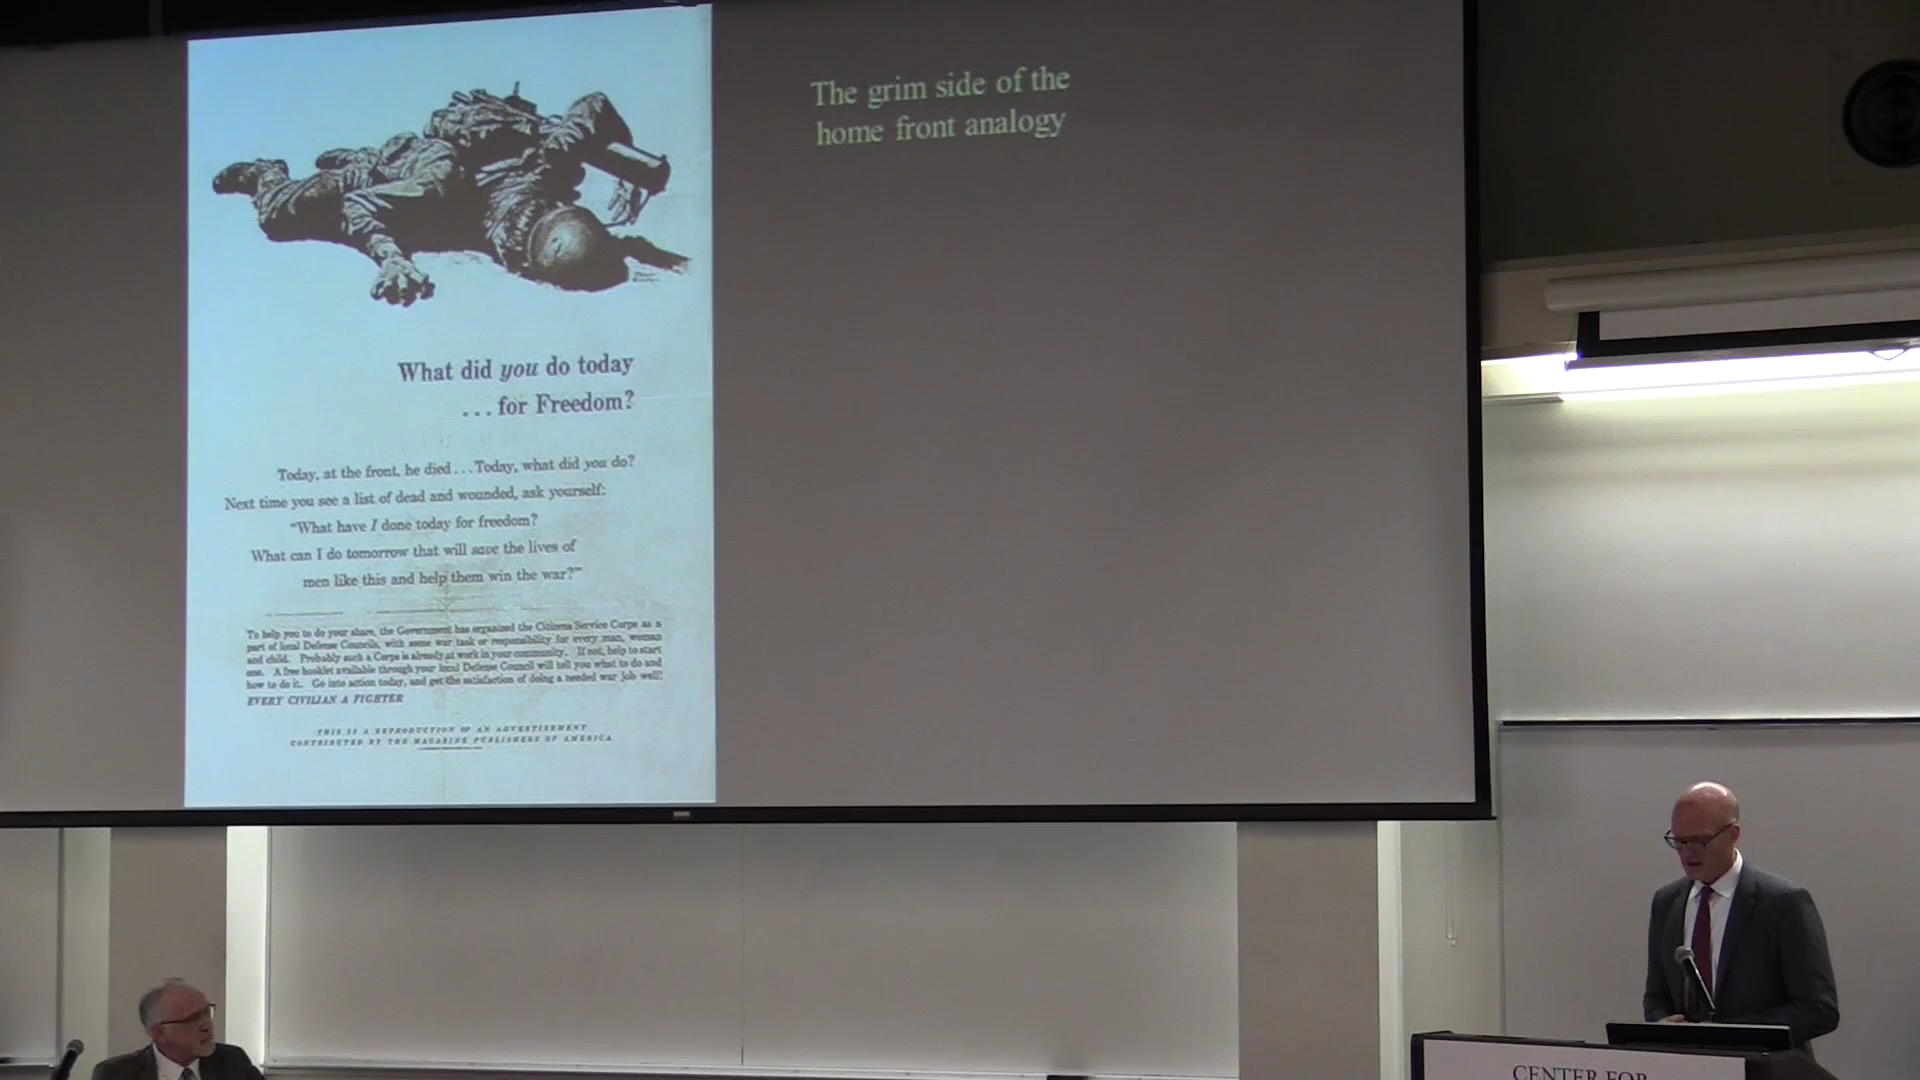 The grim side of the
home front analogy
What did you do today
... for Freedom?
Today, at the front, he died... Today, what did you do?
Next time you see a list of dead and wounded, ask yourself:
"What have I done today for freedom?
What can I do tomorrow that will save the lives of
men like this and help them win the war?"
To help you to do your share, the Government has organized the Citizens Service Corps as a
part of local Defense Councils, with some war task or responsibility for every man, woman
and child. Probably such a Corps is already at work in your community. If not, help to start
one. A free booklet available through your local Defense Council will tell you what to do and
how to do it. Go into action today, and get the satisfaction of doing a needed war job well!
EVERY CIVILIAN A FIGHTER
THIS IS A REPRODUCTION OF AN ADVERTISEMENT
CONTRIBUTED BY THE MAGAZINE PUBLISHERS OF AMERICA
CENTER FOR